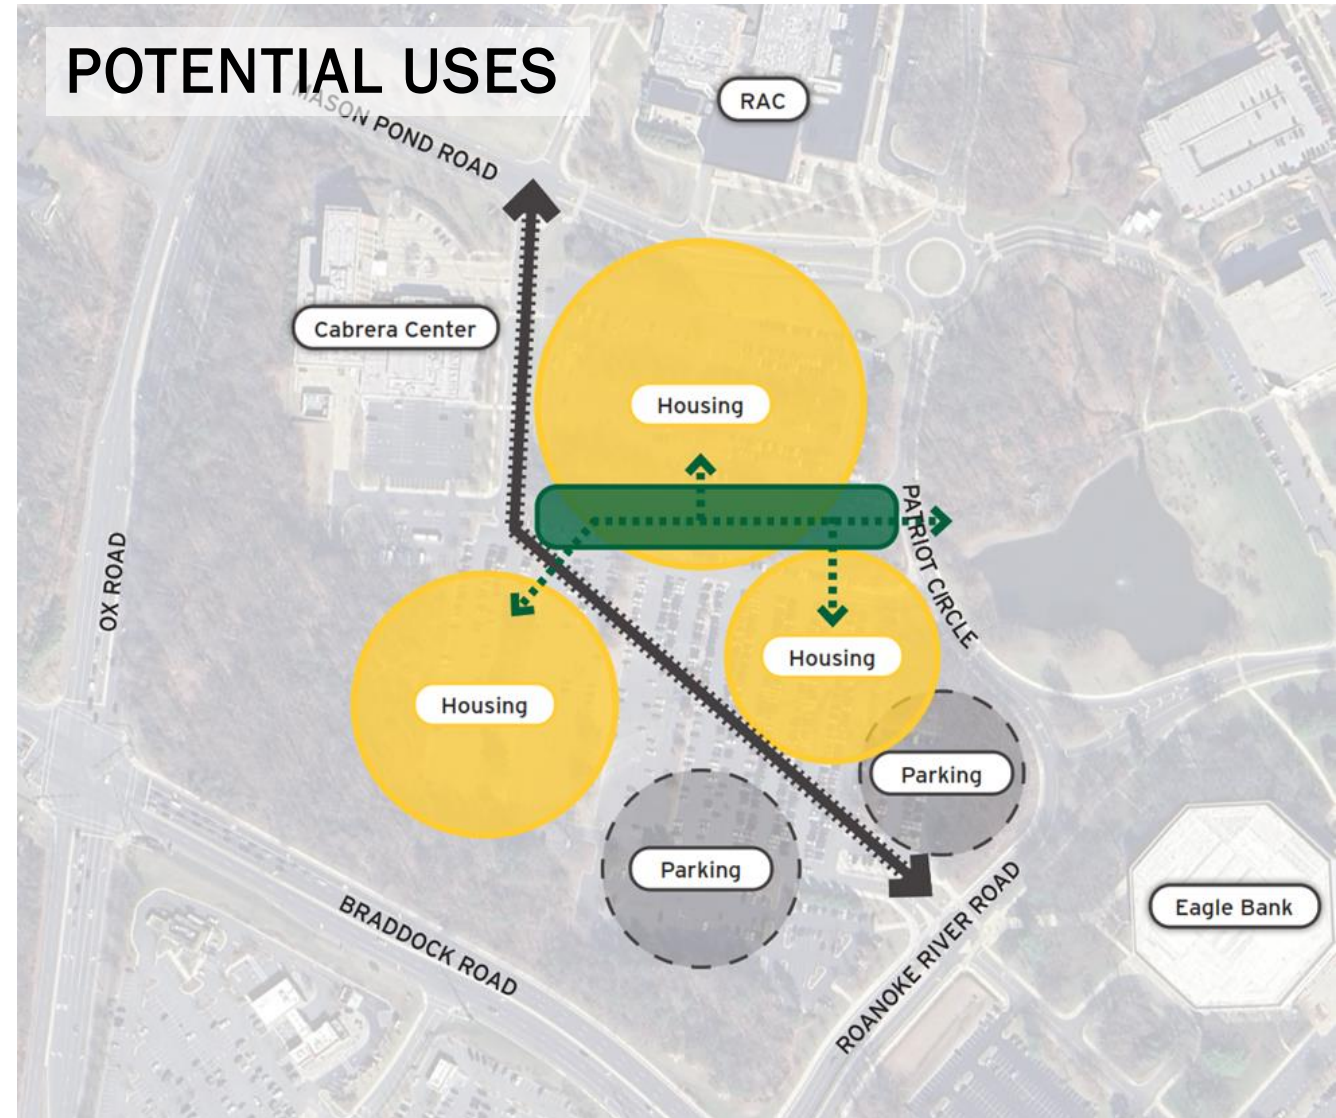 POTENTIAL USES
MASON POND ROAD
RAC
Cabrera Center
Housing
PATRIOT CIRCLE
OX ROAD
Housing
Housing
Parking
Parking
Eagle Bank
BRADDOCK ROAD
ROANOKE RIVER ROAD